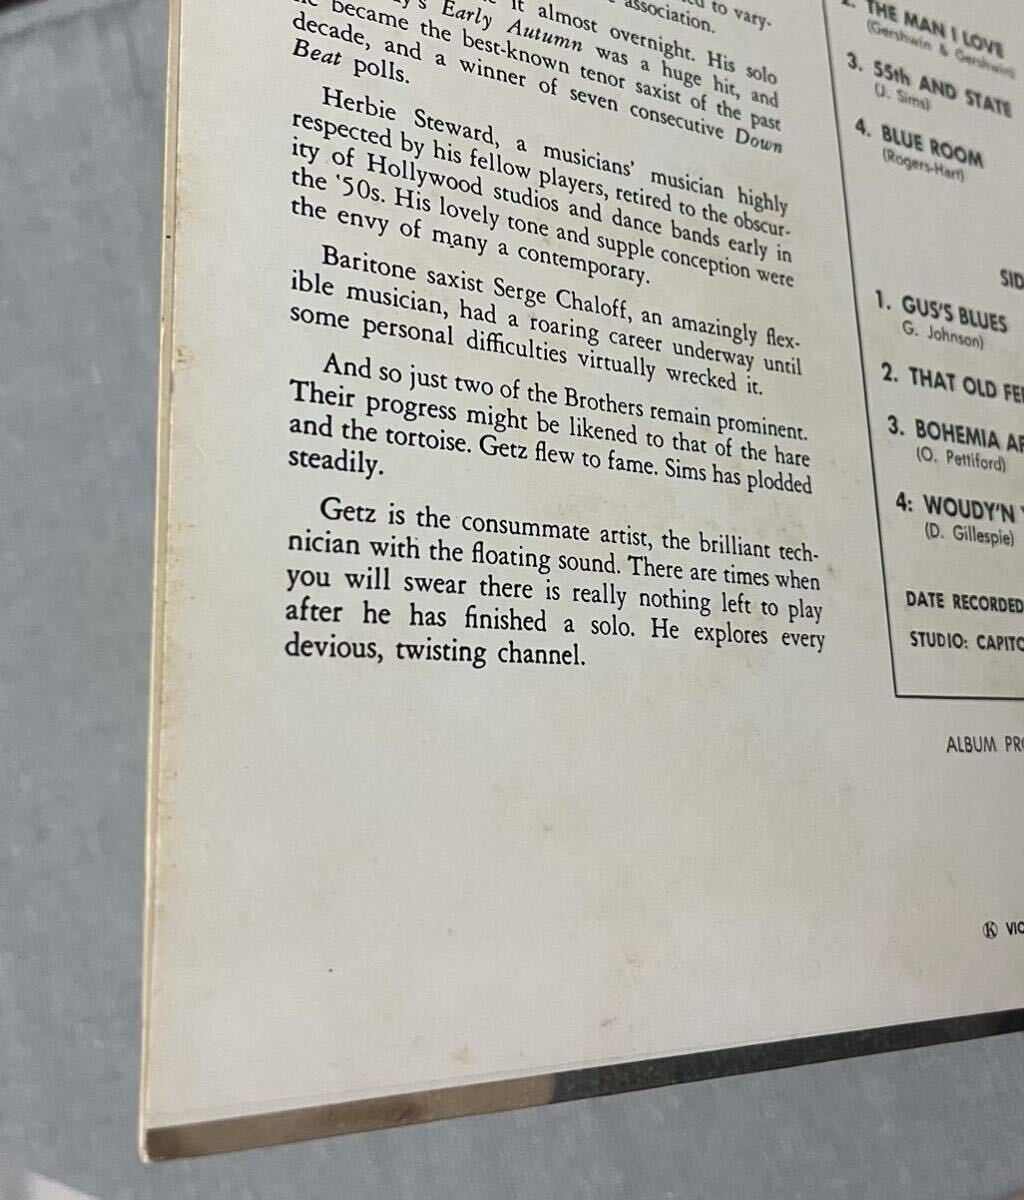 to vary-
it almost overnight. His solo
association.
Early Autumn was a huge hit, and
became the best-known tenor saxist of the past
decade, and a winner of seven consecutive Down
Beat polls.
Herbie Steward, a musicians' musician highly
respected by his fellow players, retired to the obscur-
ity of Hollywood studios and dance bands early in
the '50s. His lovely tone and supple conception were
the envy of many a contemporary.
Baritone saxist Serge Chaloff, an amazingly flex-
ible musician, had a roaring career underway until
some personal difficulties virtually wrecked it.
And so just two of the Brothers remain prominent.
Their progress might be likened to that of the hare
and the tortoise. Getz flew to fame. Sims has plodded
steadily.
Getz is the consummate artist, the brilliant tech-
nician with the floating sound. There are times when
you will swear there is really nothing left to play
after he has finished a solo. He explores every
devious, twisting channel.
2. THE MAN I LOVE
(Gershwin & Gershwin)
3. 55th AND STATE
(J. Sims)
4. BLUE ROOM
(Rogers-Hart)
SID
1. GUS'S BLUES
G. Johnson)
2. THAT OLD FEE
3. BOHEMIA AF
(O. Pettiford)
4: WOUDY'N Y
(D. Gillespie)
DATE RECORDED
STUDIO: CAPITO
ALBUM PRO
Ⓚ VIC